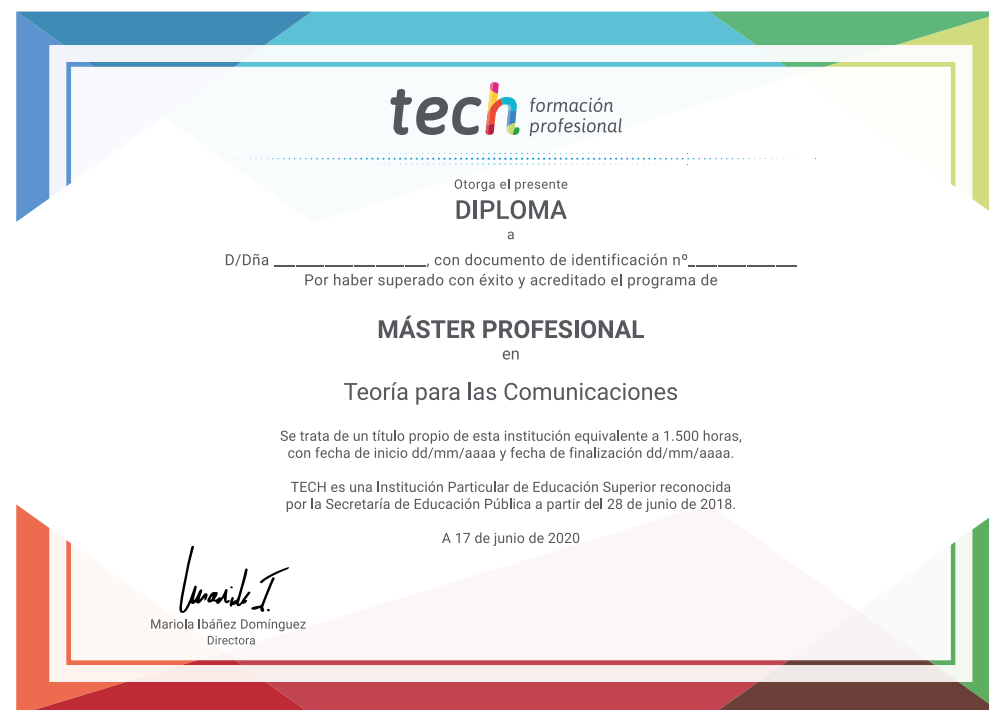 tech formación
profesional
Otorga el presente
DIPLOMA
a
D/Dña ______________, con documento de identificación nº__________
Por haber superado con éxito y acreditado el programa de
MÁSTER PROFESIONAL
en
Teoría para las Comunicaciones
Se trata de un título propio de esta institución equivalente a 1.500 horas,
con fecha de inicio dd/mm/aaaa y fecha de finalización dd/mm/aaaa.
TECH es una Institución Particular de Educación Superior reconocida
por la Secretaría de Educación Pública a partir del 28 de junio de 2018.
A 17 de junio de 2020
Mariola Ibáñez Domínguez
Directora